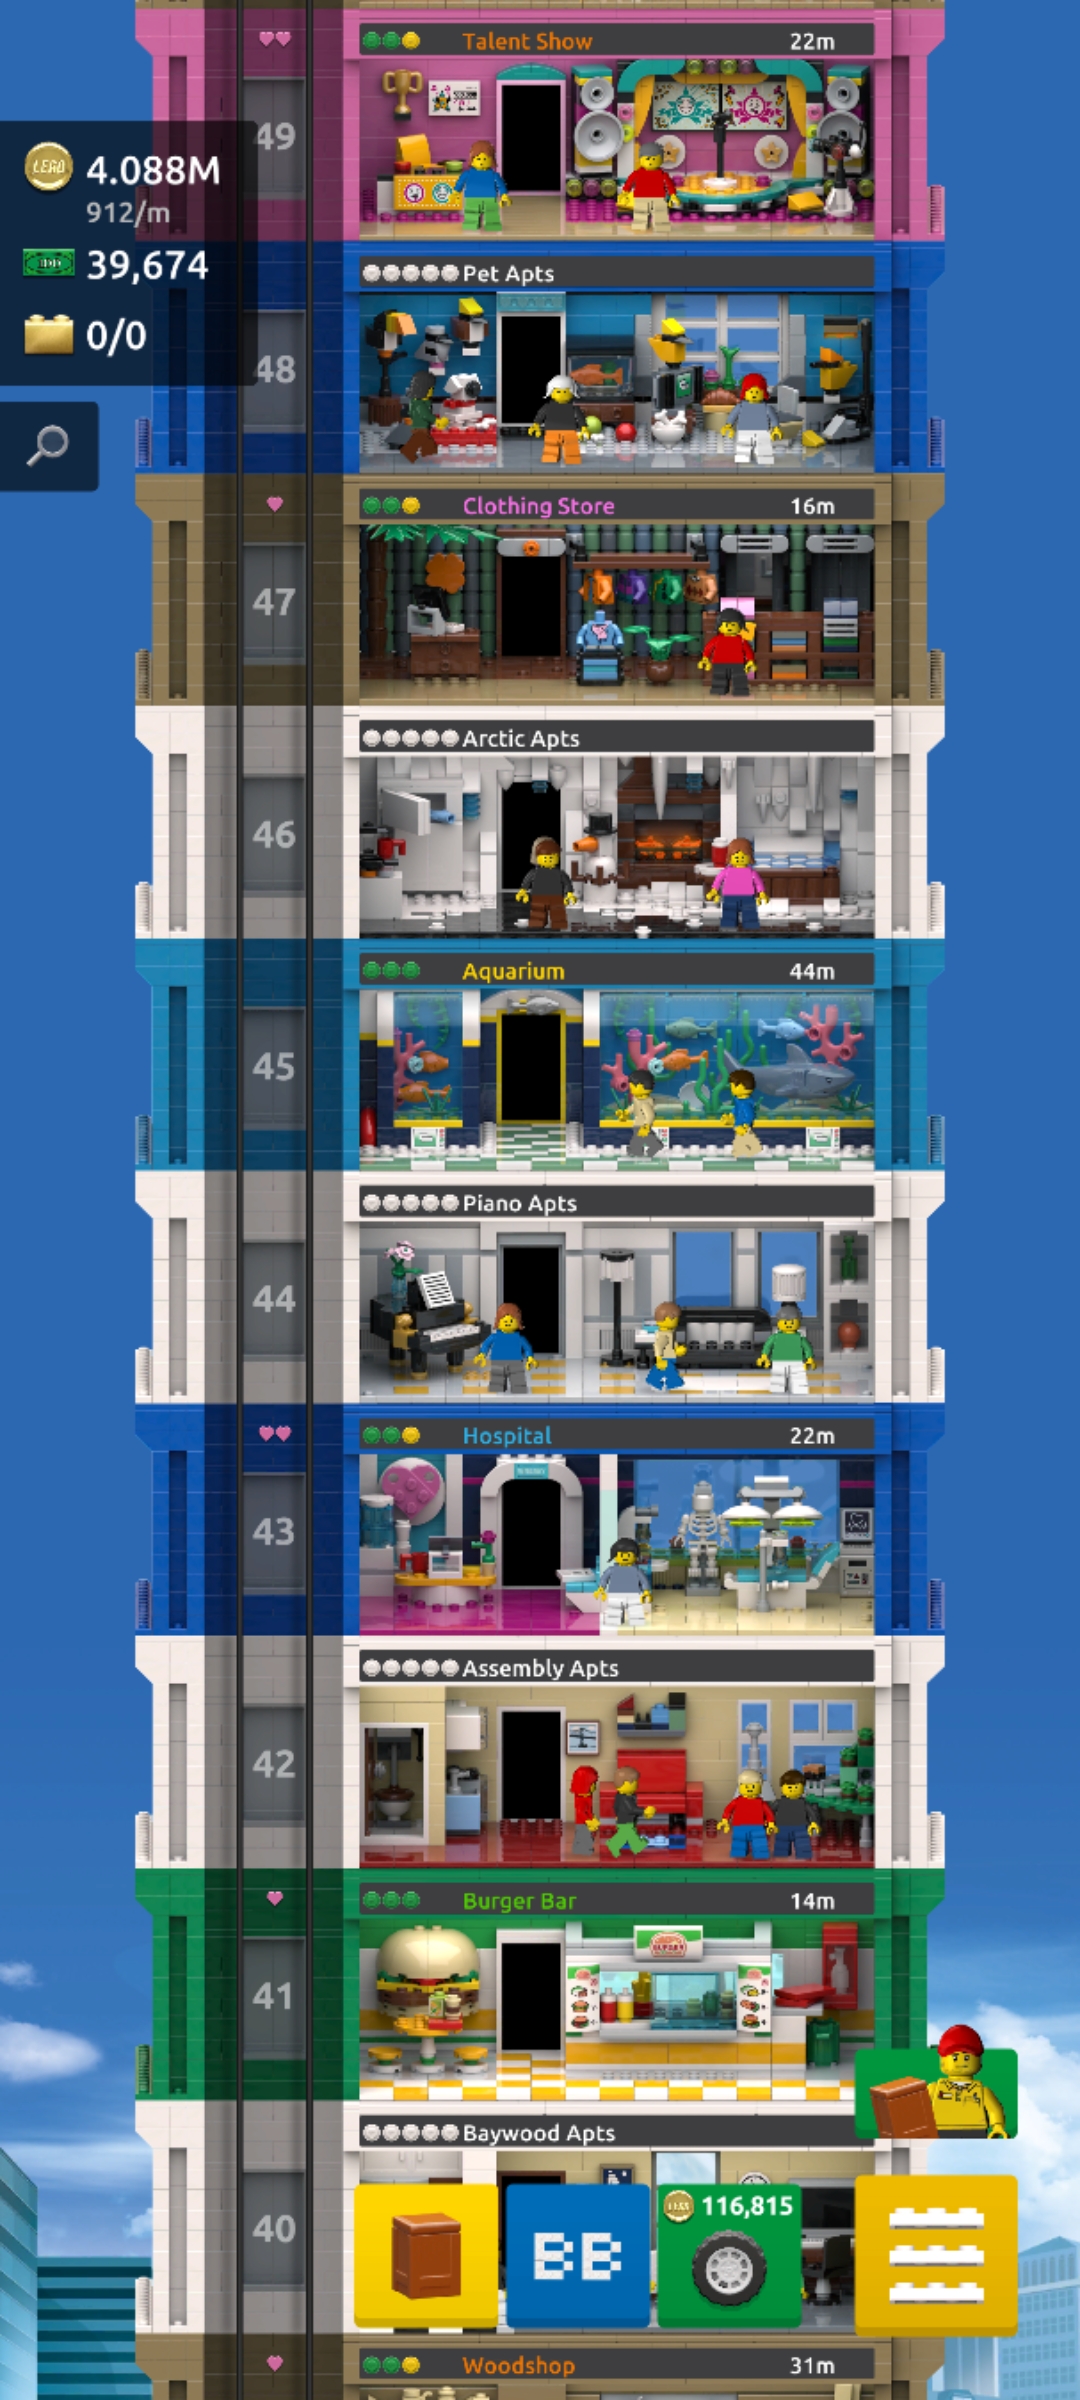 Talent Show 22m
49
LEGO 4.088M
912/m
39,674
0/0
Pet Apts
48
Clothing Store 16m
47
Arctic Apts
46
Aquarium 44m
45
Piano Apts
44
Hospital 22m
43
Assembly Apts
42
Burger Bar 14m
41
Baywood Apts
40
BB
116,815
Woodshop 31m